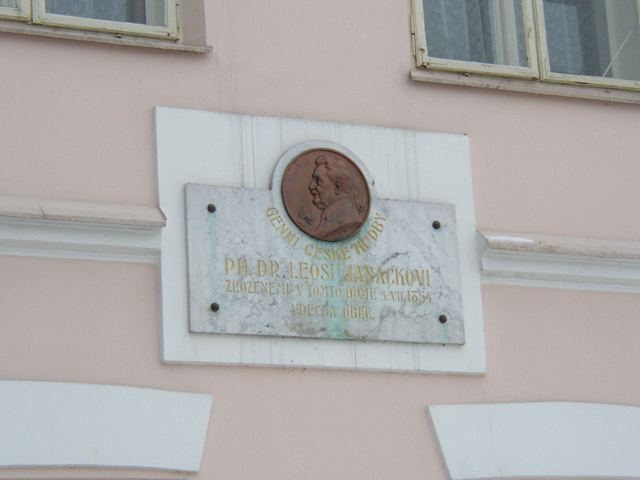 GENIU ČESKÉ HUDBY
PH.DR. LEOŠI JANÁČKOVI
ZROZENÉMU V TOMTO DOMĚ 3.VII.1854.
VDĚČNÁ OBEC.